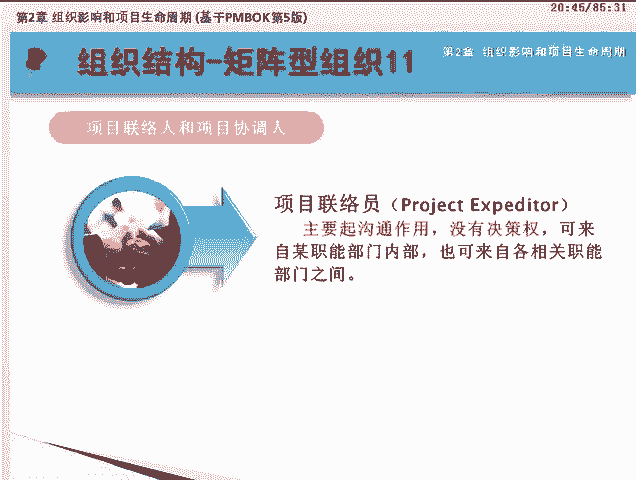 第2章 组织影响和项目生命周期 (基于PMBOK第5版)
20:45/85:31
组织结构-矩阵型组织11
第2章 组织影响和项目生命周期
项目联络人和项目协调人
项目联络员（Project Expeditor）
主要起沟通作用，没有决策权，可来
自某职能部门内部，也可来自各相关职能
部门之间。